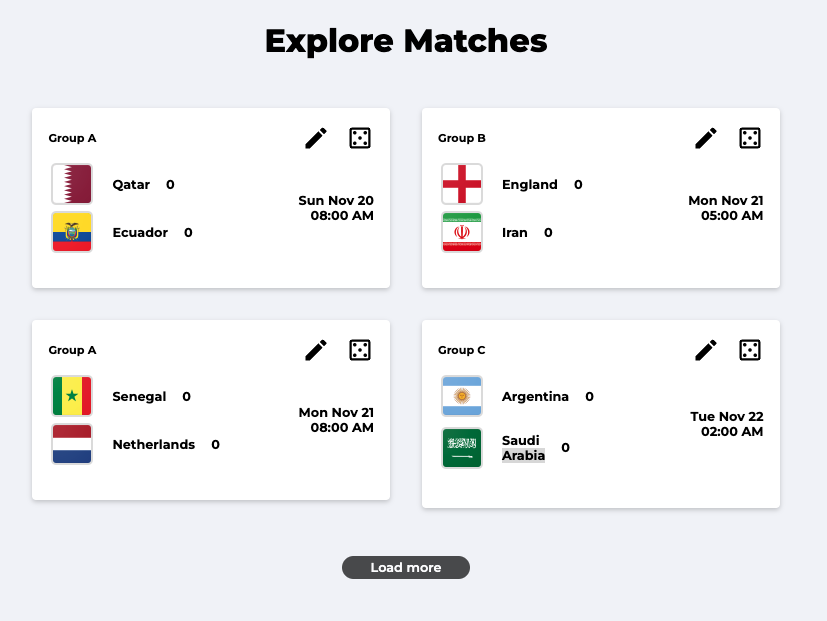 Explore Matches
Group A
Qatar 0
Ecuador 0
Sun Nov 20
08:00 AM
Group B
England 0
Iran 0
Mon Nov 21
05:00 AM
Group A
Senegal 0
Netherlands 0
Mon Nov 21
08:00 AM
Group C
Argentina 0
Saudi
Arabia 0
Tue Nov 22
02:00 AM
Load more